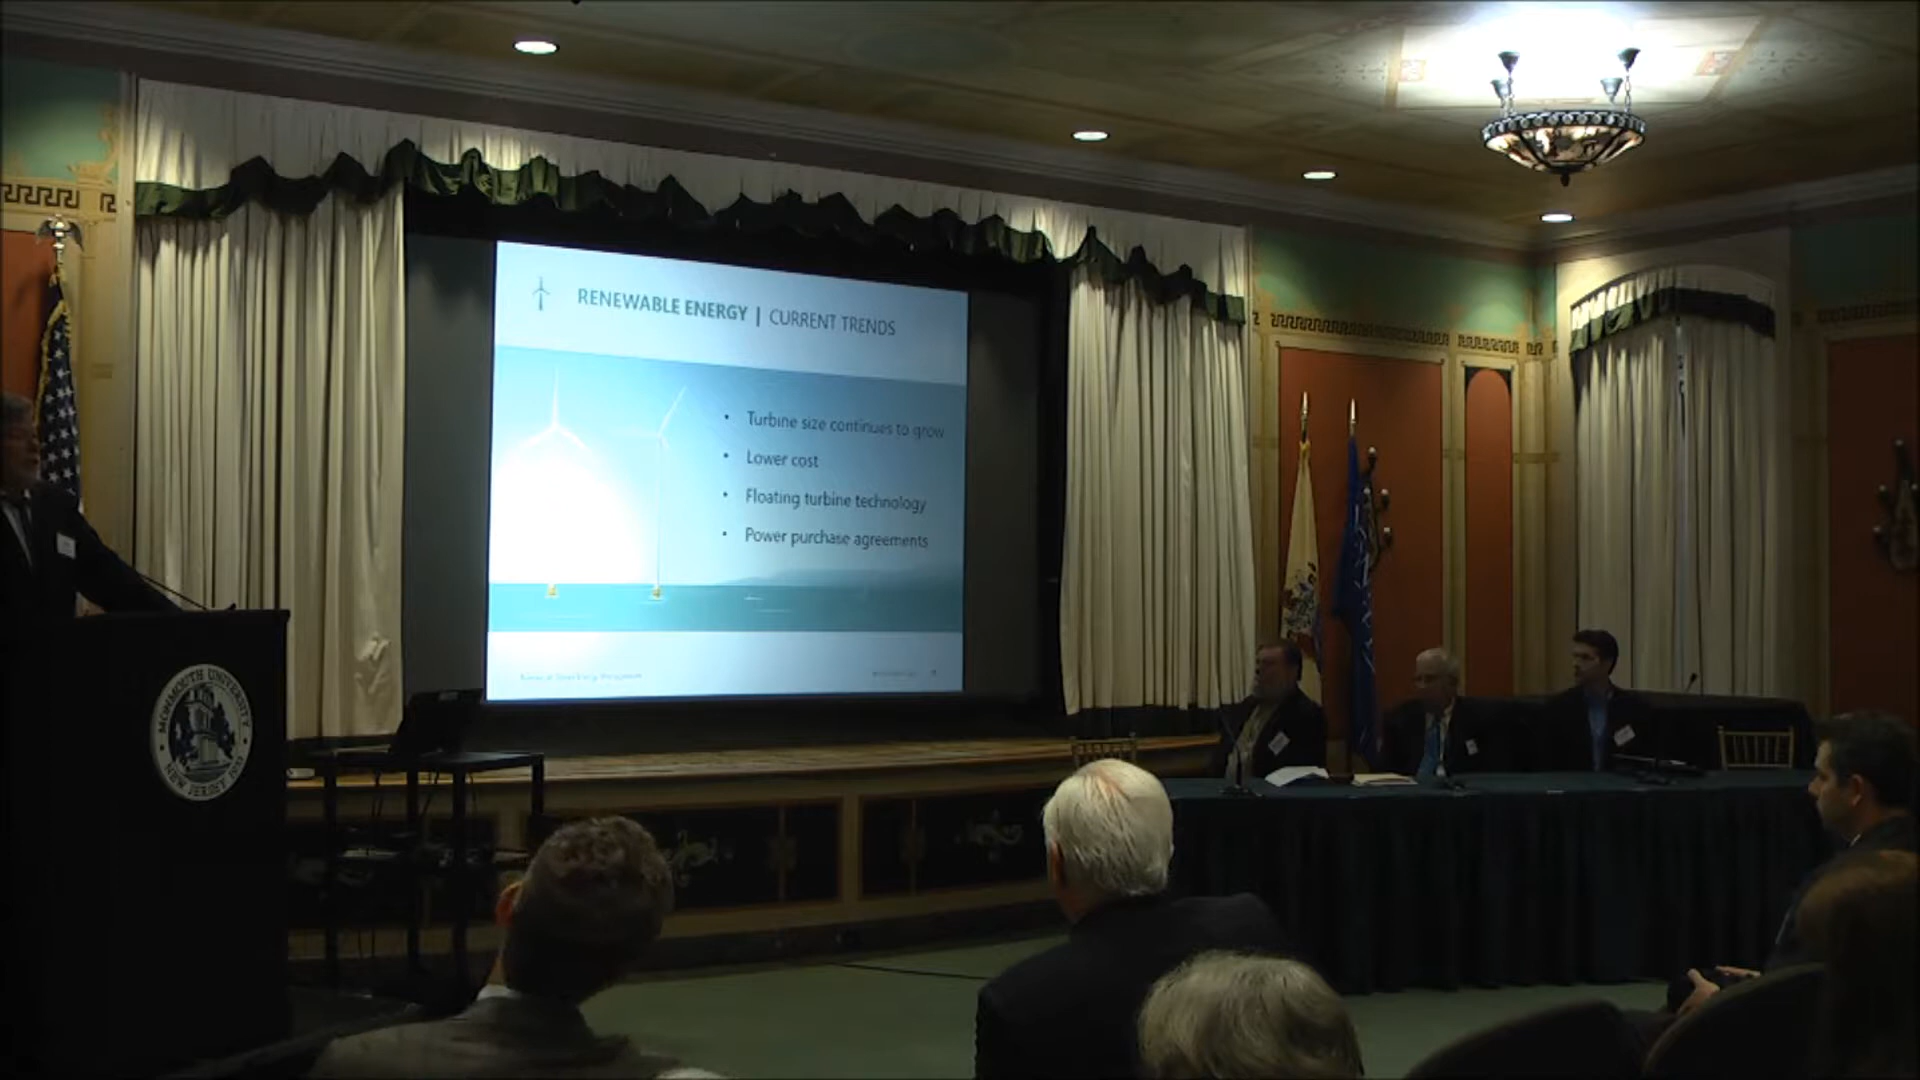 RENEWABLE ENERGY | CURRENT TRENDS
• Turbine size continues to grow
• Lower cost
• Floating turbine technology
• Power purchase agreements
MONMOUTH UNIVERSITY
NEW JERSEY 1933